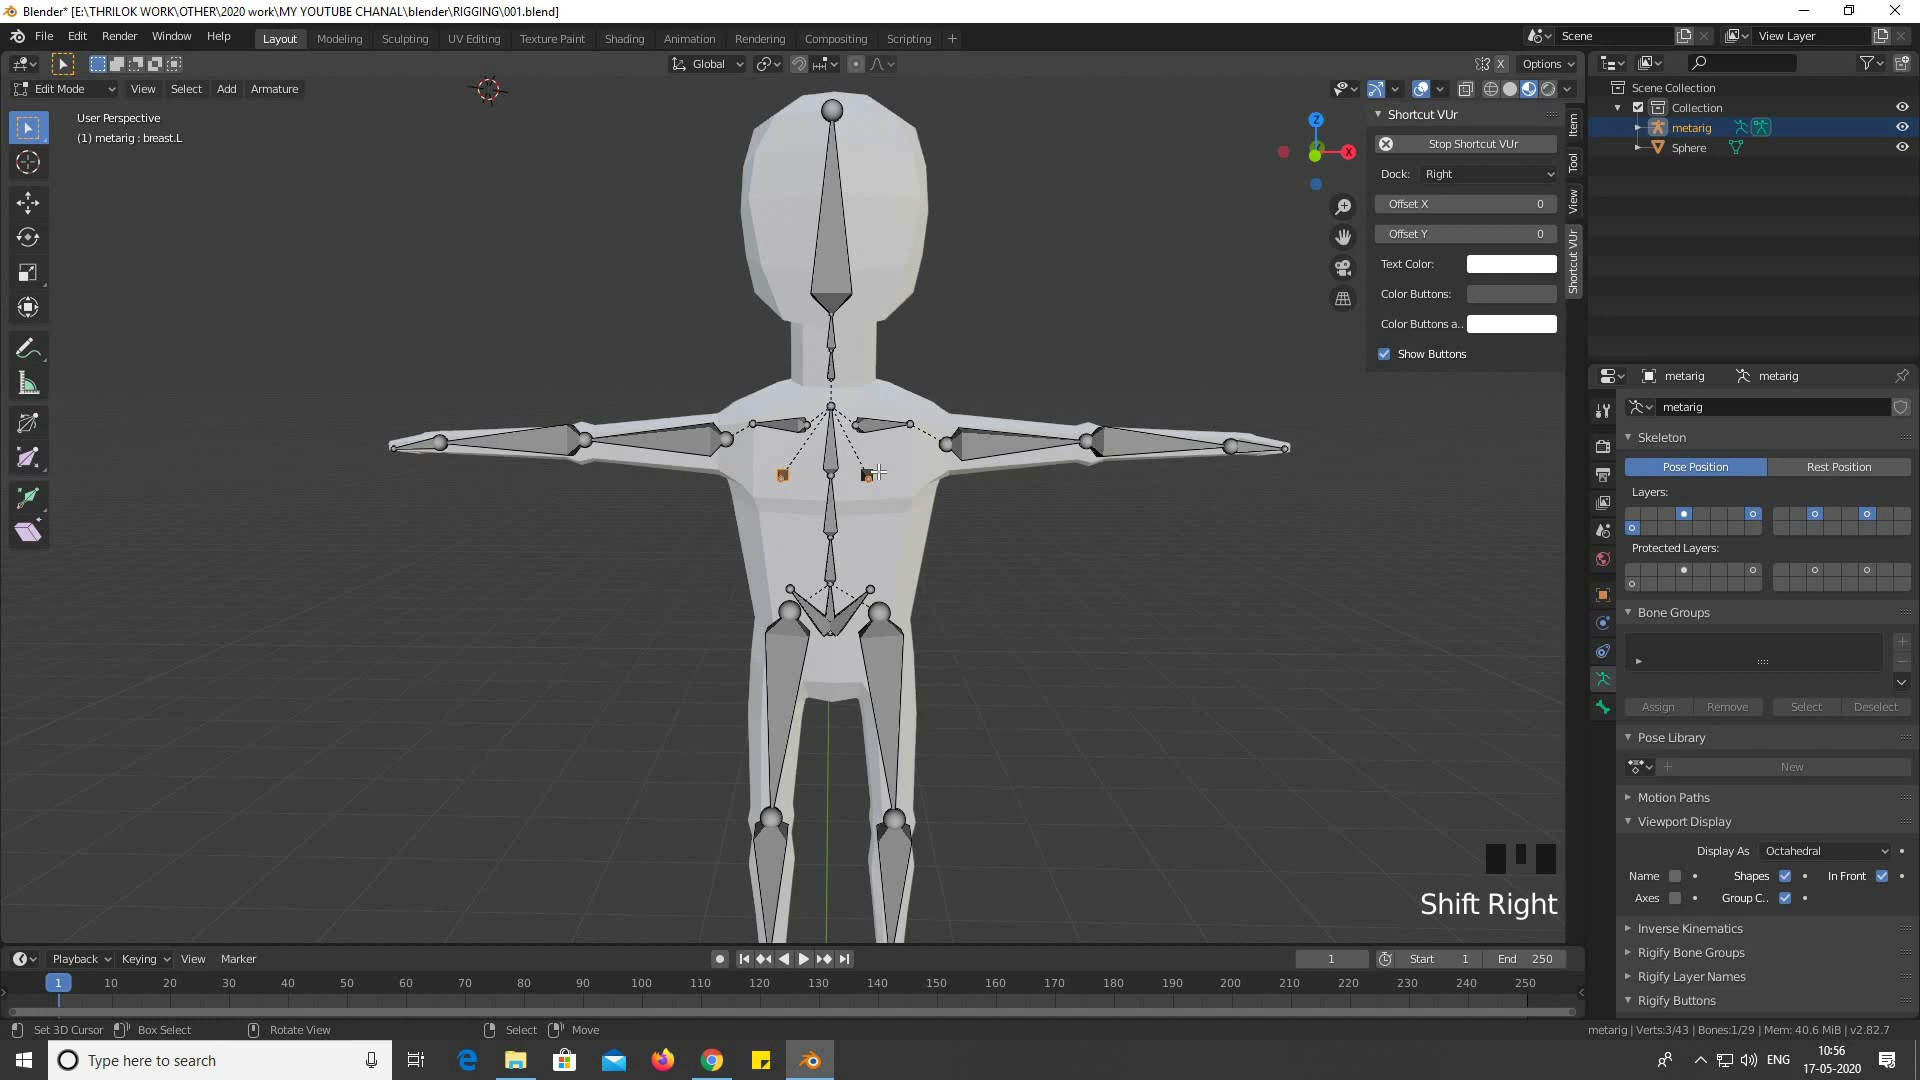 Blender* [E:\THRILOK WORK\OTHER\2020 work\MY YOUTUBE CHANAL\blender\RIGGING\001.blend]
File Edit Render Window Help Layout Modeling Sculpting UV Editing Texture Paint Shading Animation Rendering Compositing Scripting + Scene View Layer
Global X Options
Edit Mode View Select Add Armature
User Perspective
(1) metarig : breast.L
Z
X
Shortcut VUr
Stop Shortcut VUr
Dock: Right
Offset X 0
Offset Y 0
Text Color:
Color Buttons:
Color Buttons a..
Show Buttons
Item
Tool
View
Shortcut VUr
Scene Collection
Collection
metarig
Sphere
metarig metarig
metarig
Skeleton
Pose Position Rest Position
Layers:
Protected Layers:
Bone Groups
Assign Remove Select Deselect
Pose Library
New
Motion Paths
Viewport Display
Display As Octahedral
Name Shapes In Front
Axes Group C..
Inverse Kinematics
Rigify Bone Groups
Rigify Layer Names
Rigify Buttons
Shift Right
Playback Keying View Marker 1 Start 1 End 250
1 10 20 30 40 50 60 70 80 90 100 110 120 130 140 150 160 170 180 190 200 210 220 230 240 250
Set 3D Cursor Box Select Rotate View Select Move metarig | Verts:3/43 | Bones:1/29 | Mem: 40.6 MiB | v2.82.7
Type here to search
ENG
10:56
17-05-2020